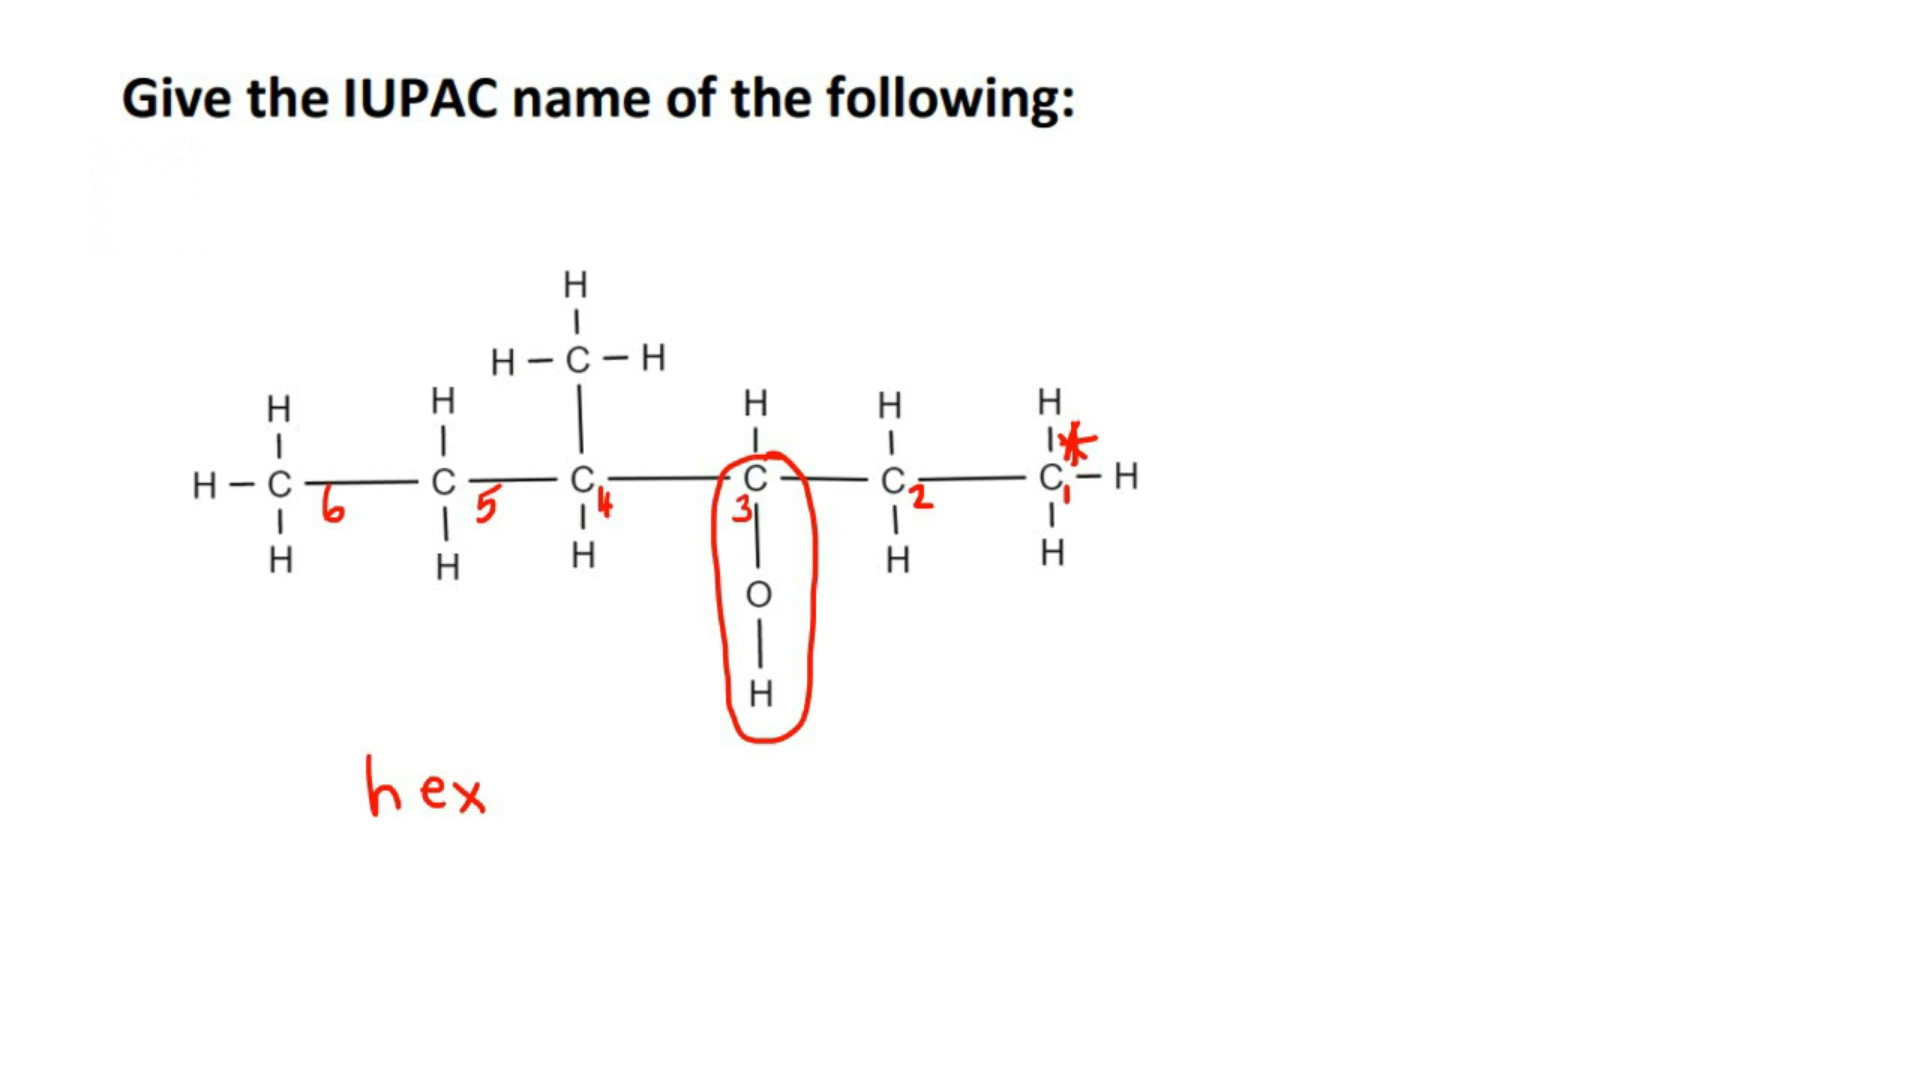 Give the IUPAC name of the following:
H
H – C – H
H H H H H
H – C C C C C C – H
6 5 4 3 2 1 *
H H H H H
O
H
hex